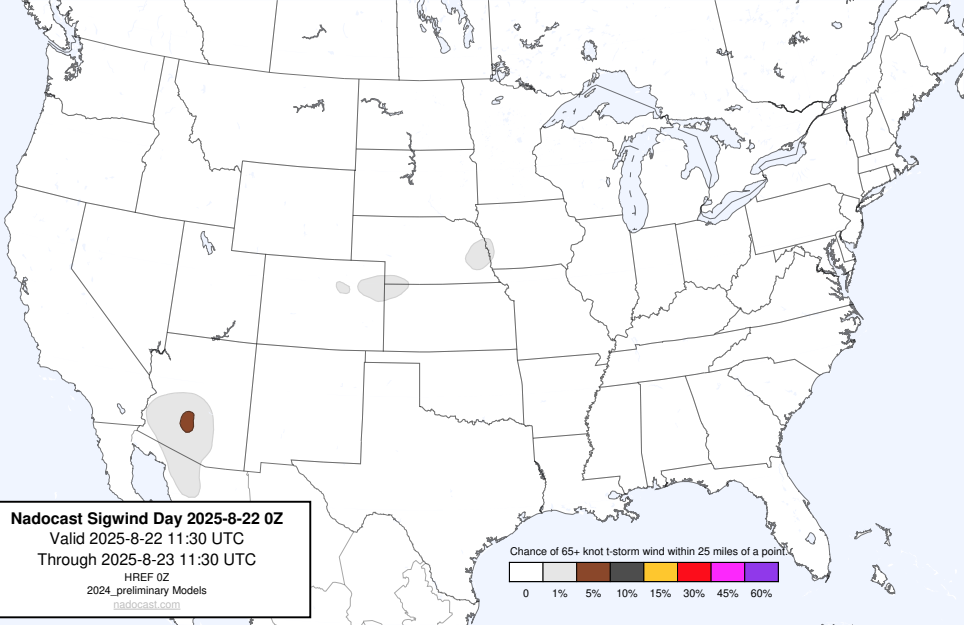 Nadocast Sigwind Day 2025-8-22 0Z
Valid 2025-8-22 11:30 UTC
Through 2025-8-23 11:30 UTC
HREF 0Z
2024_preliminary Models
nadocast.com
Chance of 65+ knot t-storm wind within 25 miles of a point.
0 1% 5% 10% 15% 30% 45% 60%